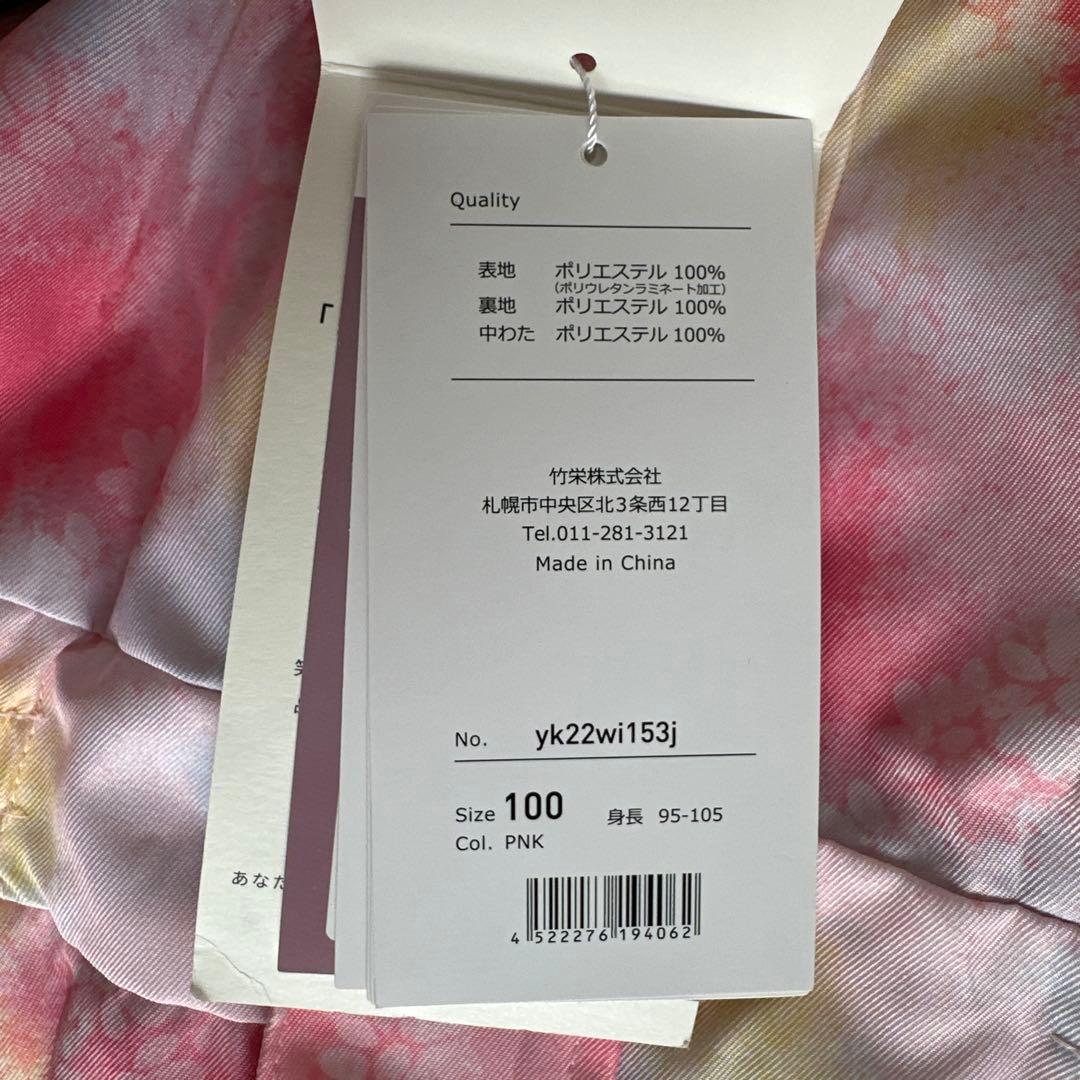 Quality
表地 ポリエステル 100%
(ポリウレタンラミネート加工)
裏地 ポリエステル 100%
中わた ポリエステル 100%
竹栄株式会社
札幌市中央区北3条西12丁目
Tel.011-281-3121
Made in China
No. yk22wi153j
Size 100 身長 95-105
Col. PNK
4 522276 194062
「
あなた